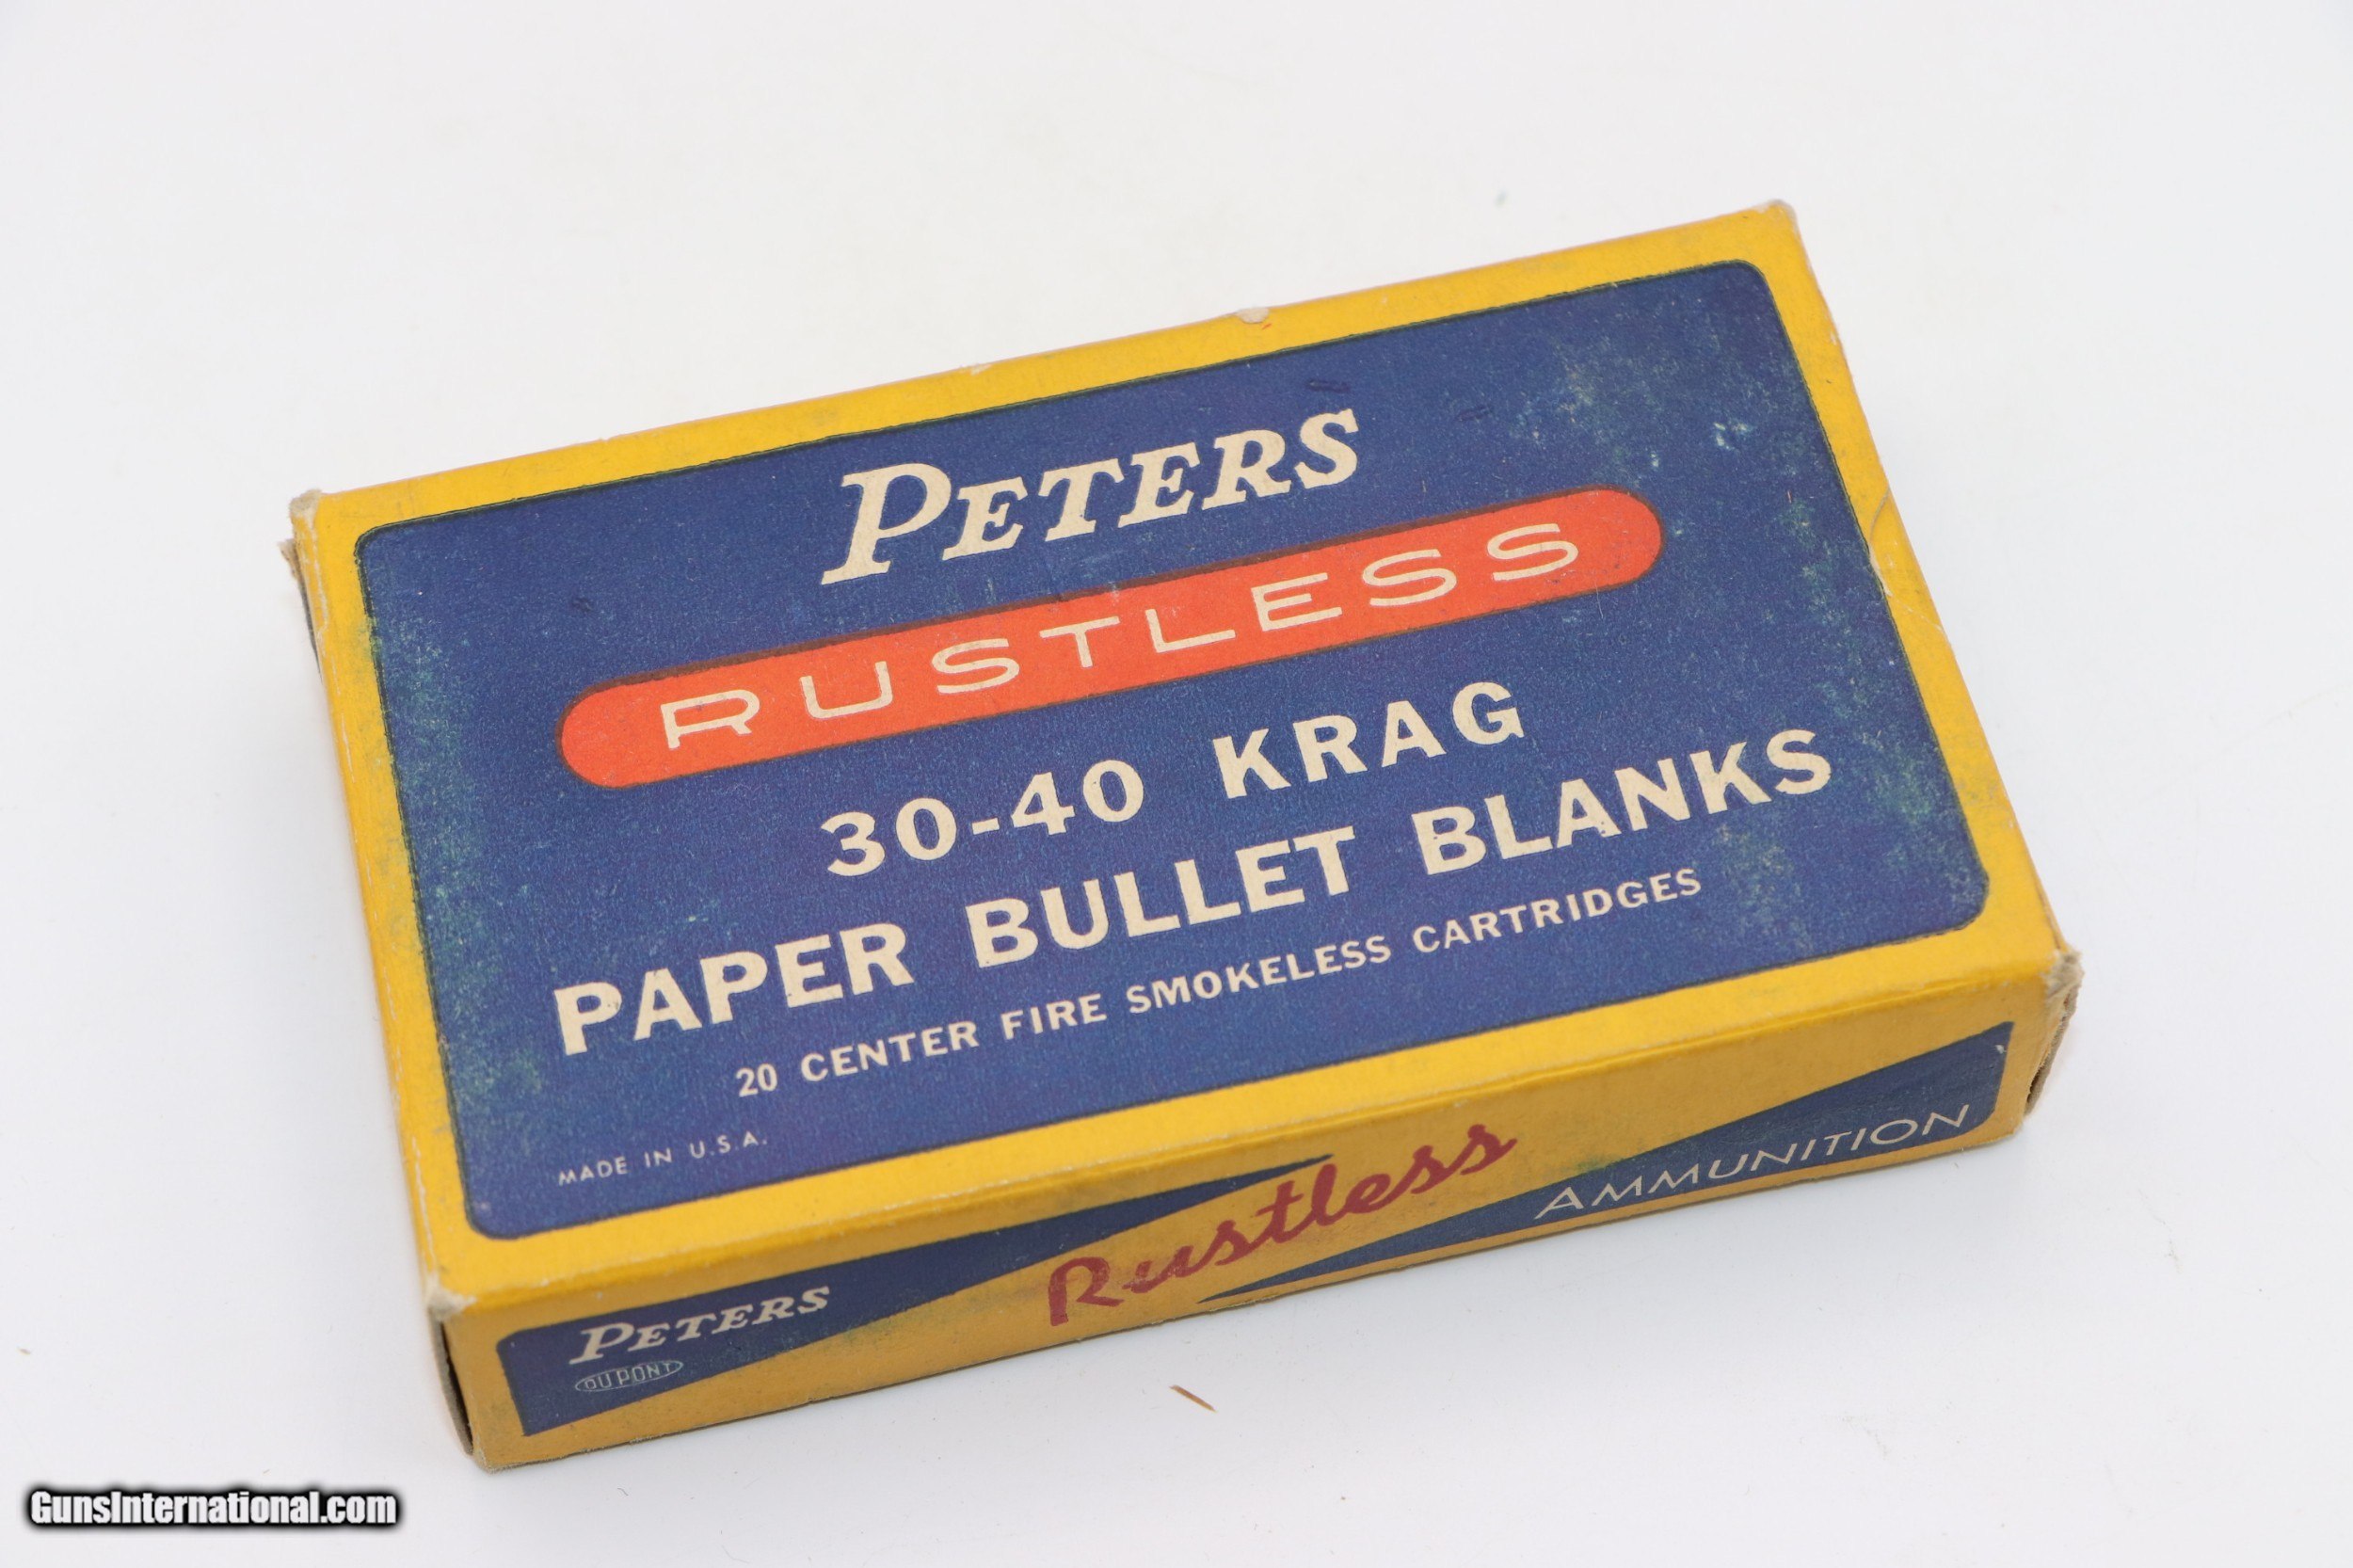 PETERS
RUSTLESS
30-40 KRAG
PAPER BULLET BLANKS
20 CENTER FIRE SMOKELESS CARTRIDGES
MADE IN U.S.A.
PETERS
DU PONT
Rustless
AMMUNITION
GunsInternational.com